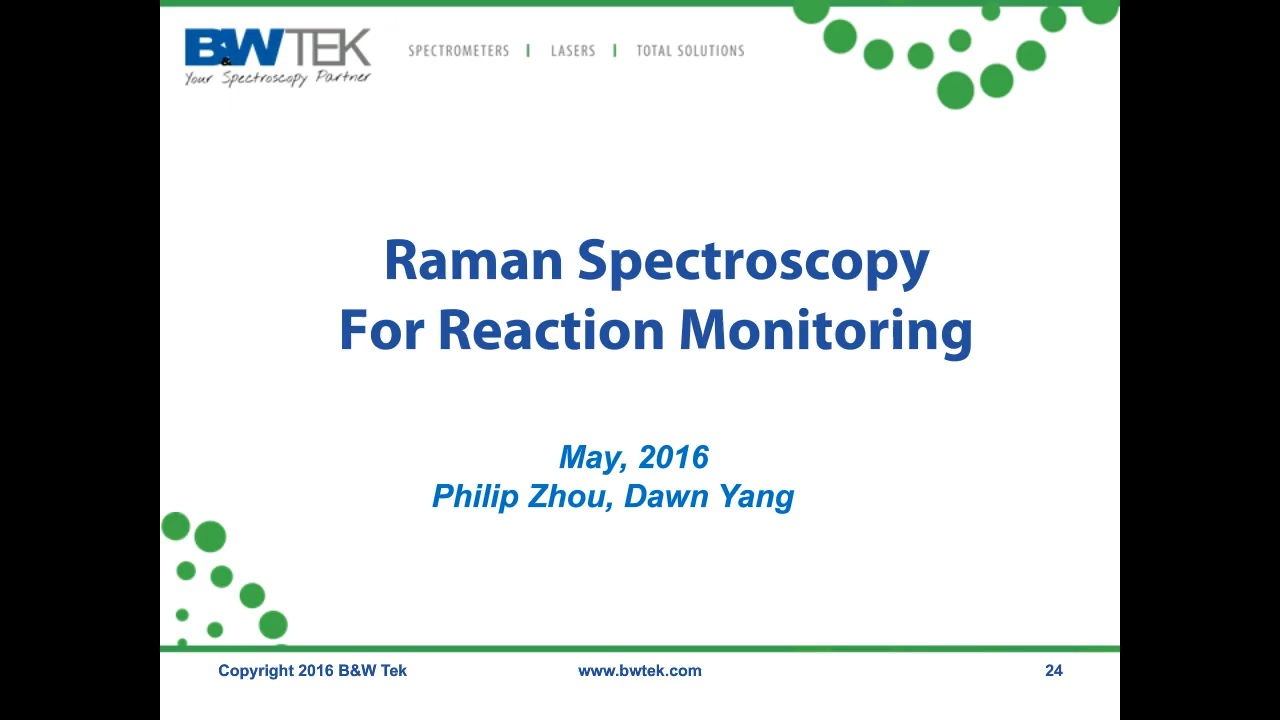 B&WTEK
Your Spectroscopy Partner
SPECTROMETERS | LASERS | TOTAL SOLUTIONS
Raman Spectroscopy
For Reaction Monitoring
May, 2016
Philip Zhou, Dawn Yang
Copyright 2016 B&W Tek
www.bwtek.com
24